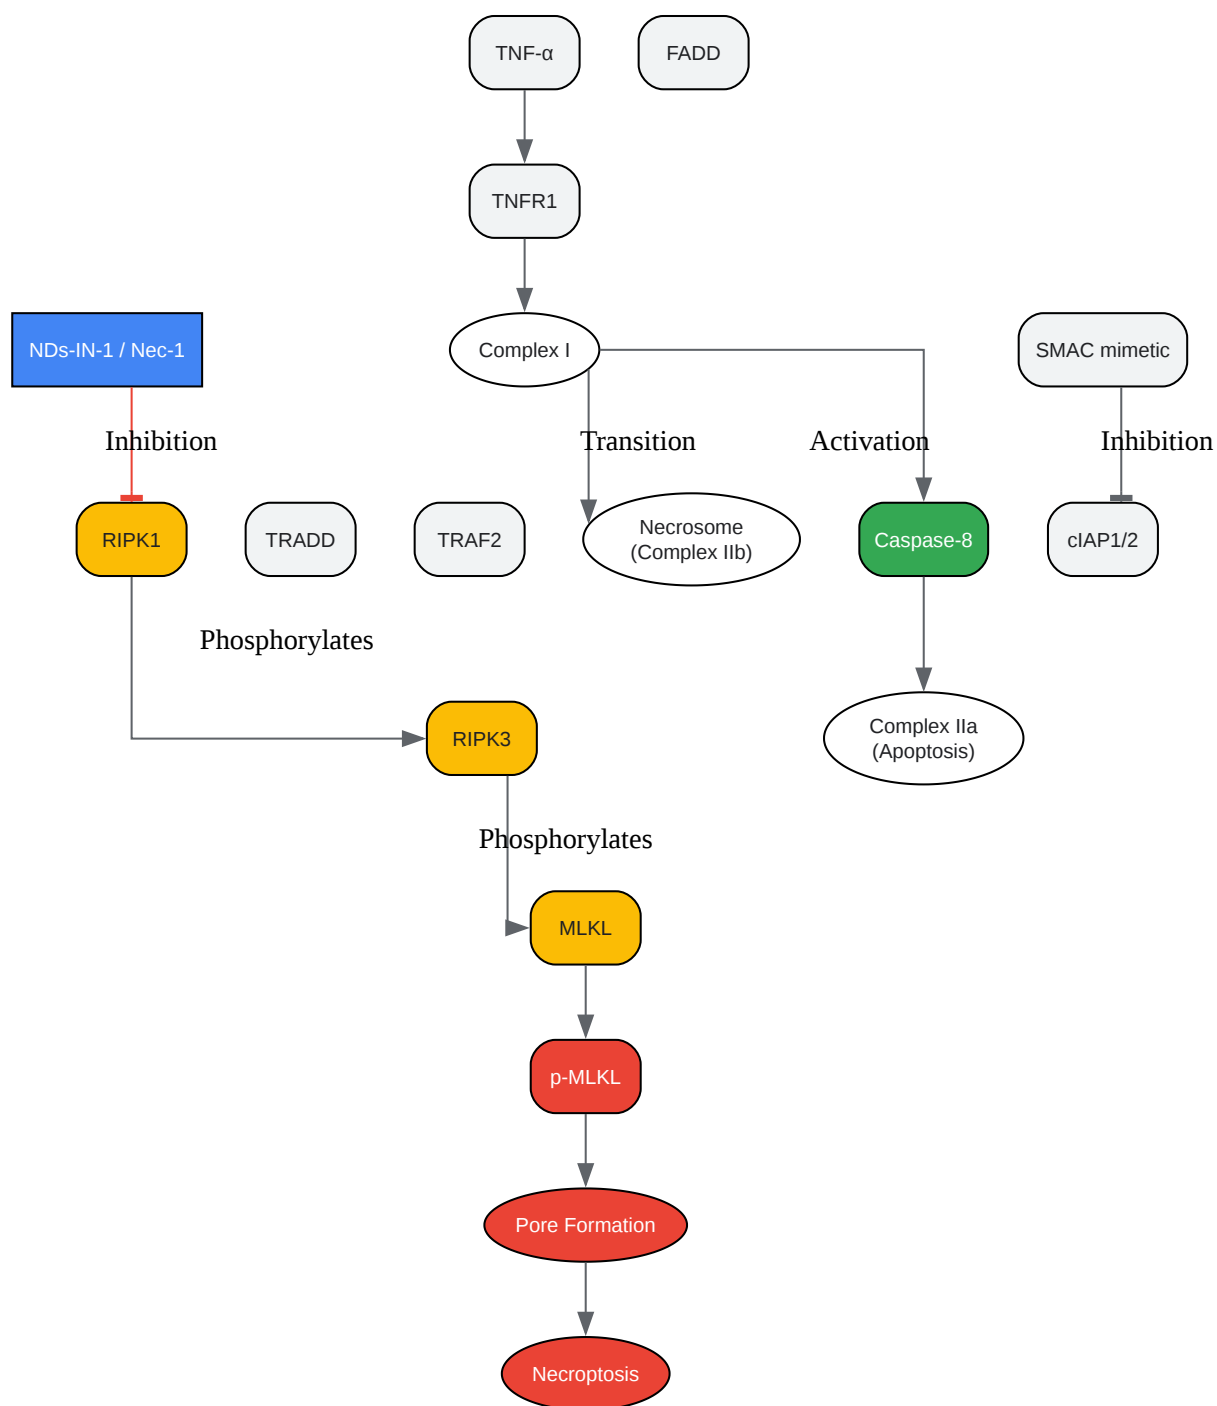 TNF-α
FADD
TNFR1
NDs-IN-1 / Nec-1
Complex I
SMAC mimetic
Inhibition
Transition
Activation
Inhibition
RIPK1
TRADD
TRAF2
Necrosome
(Complex IIb)
Caspase-8
cIAP1/2
Phosphorylates
RIPK3
Complex IIa
(Apoptosis)
Phosphorylates
MLKL
p-MLKL
Pore Formation
Necroptosis